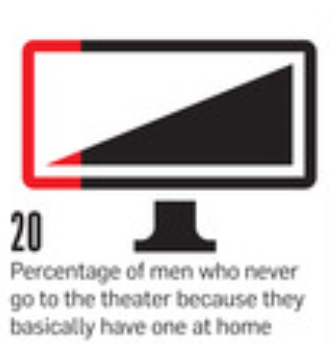 20
Percentage of men who never
go to the theater because they
basically have one at home